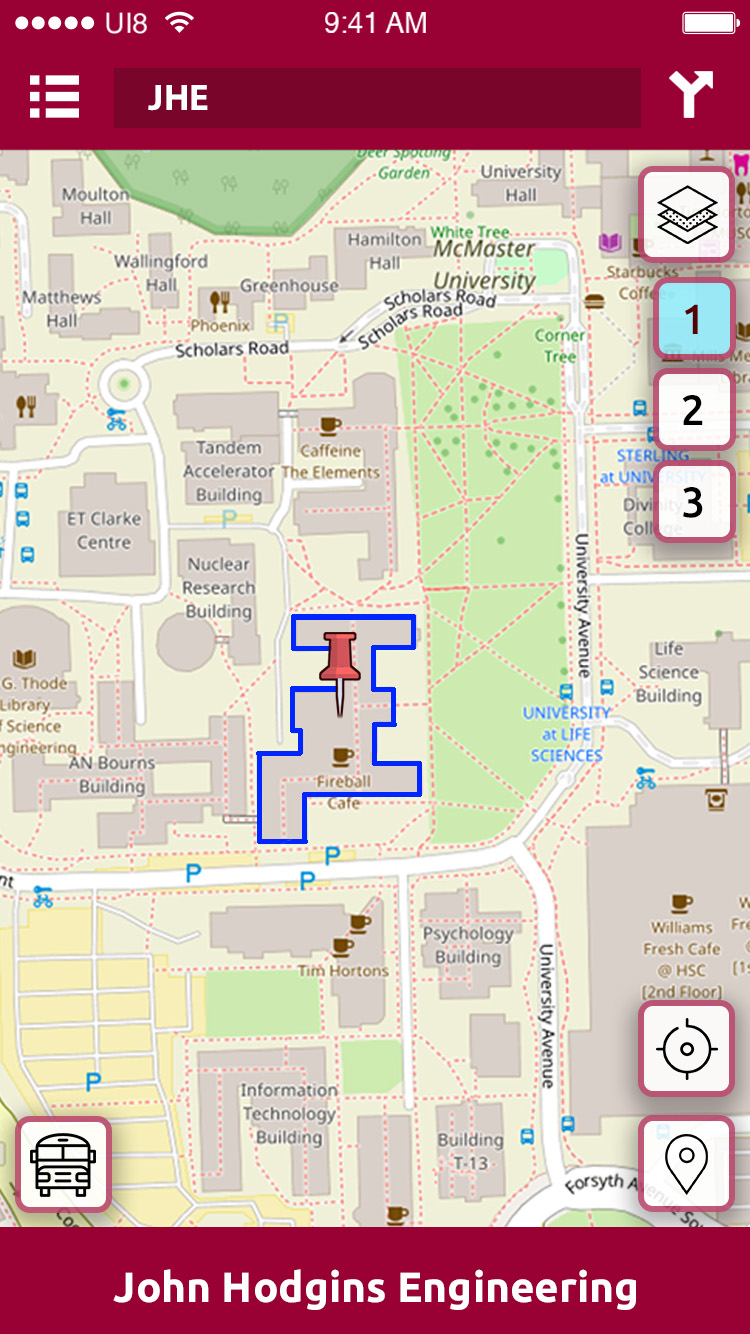 UI8 9:41 AM
JHE
Deer Spotting
Garden
University
Hall
Moulton
Hall
White Tree
Hamilton
Hall
McMaster
University
Wallingford
Hall
Greenhouse
Starbucks
Coffee
Matthews
Hall
Phoenix
P
Scholars Road
Scholars Road
Scholars Road
1
Corner
Tree
2
Caffeine
The Elements
Tandem
Accelerator
Building
STERLING
at UNIVERSITY
3
Divinity
College
ET Clarke
Centre
P
University Avenue
Nuclear
Research
Building
Life
Science
Building
G. Thode
Library
f Science
ngineering
UNIVERSITY
at LIFE
SCIENCES
AN Bourns
Building
Fireball
Cafe
P
P
P
nt
Psychology
Building
Williams
Fresh Cafe
@ HSC
[2nd Floor]
Tim Hortons
University Avenue
P
Information
Technology
Building
Building
T-13
Forsyth Avenue Sou
John Hodgins Engineering